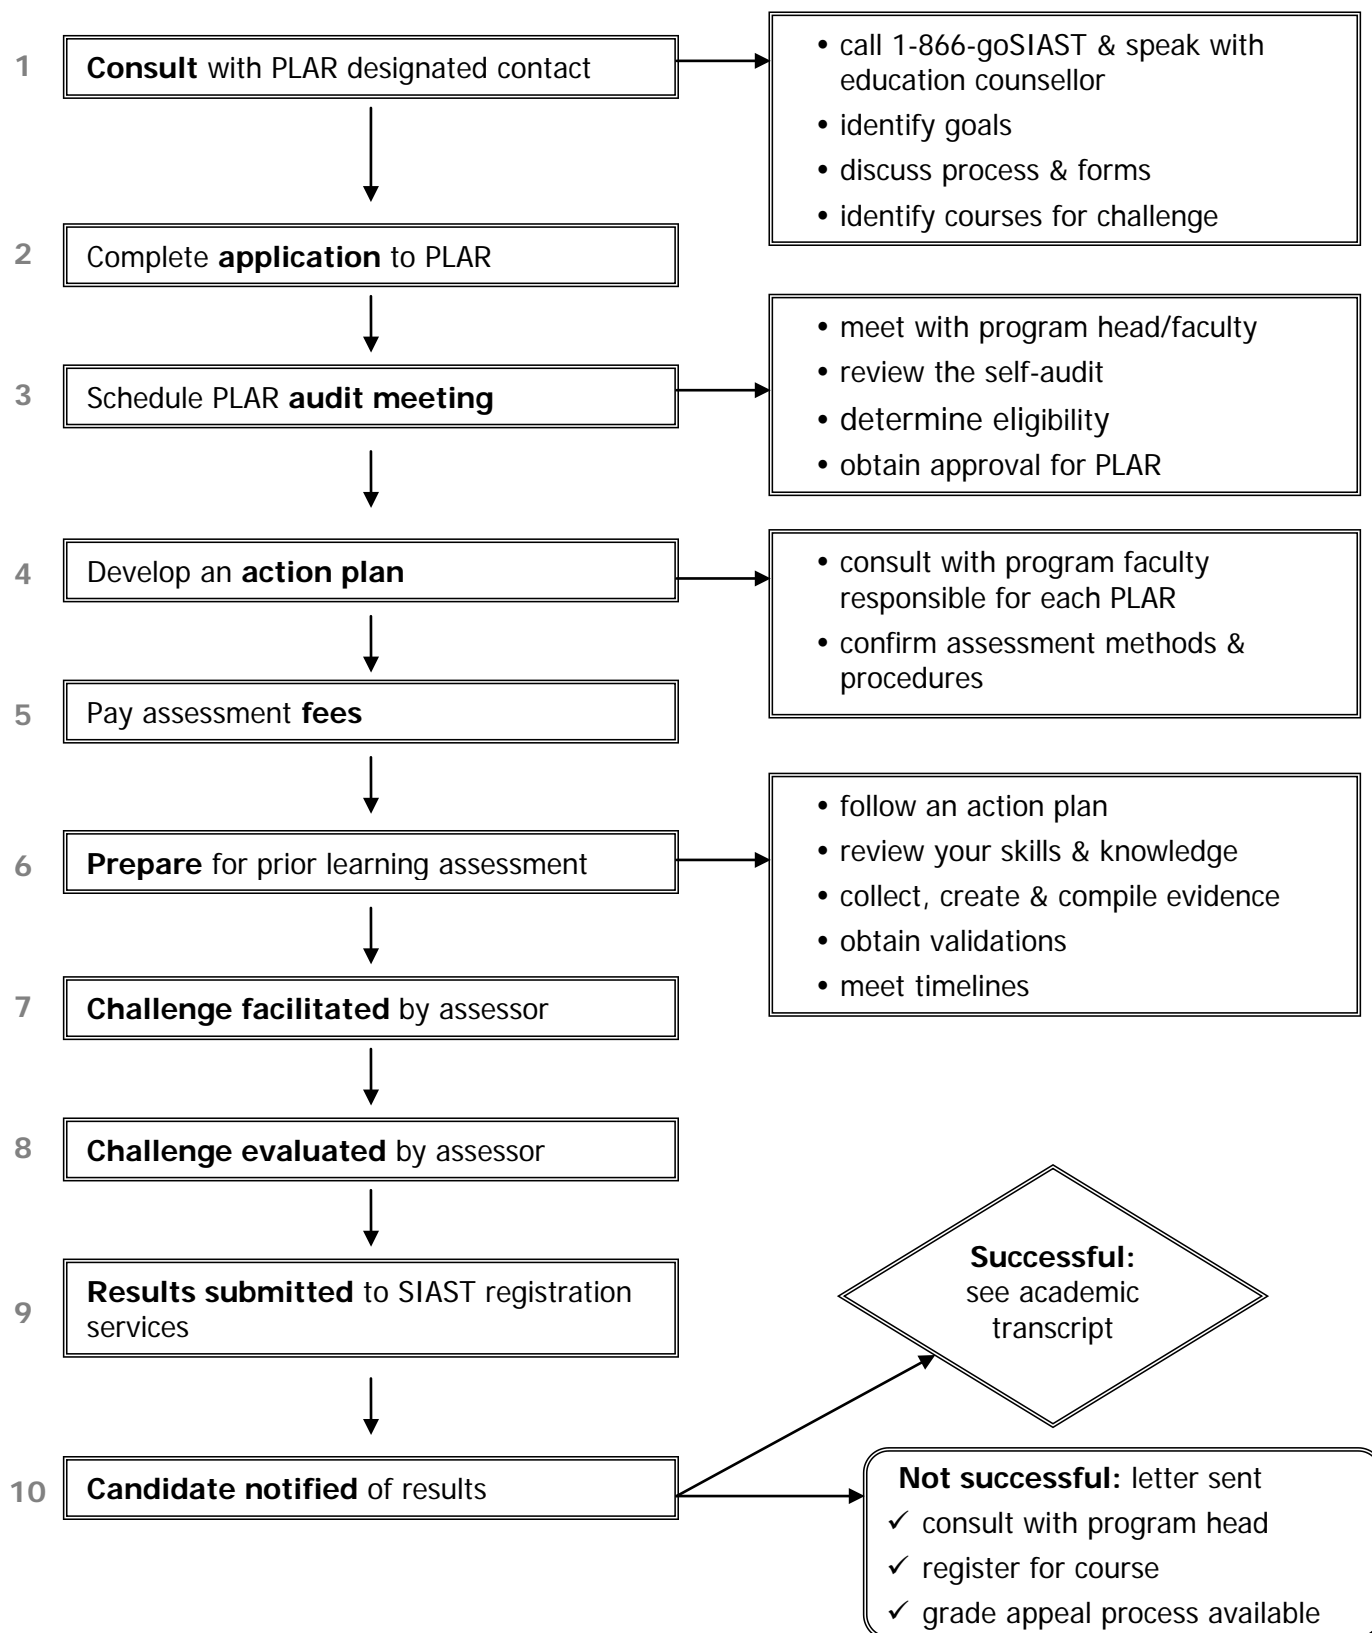 1
Consult with PLAR designated contact
• call 1-866-goSIAST & speak with
education counsellor
• identify goals
• discuss process & forms
• identify courses for challenge
2
Complete application to PLAR
3
Schedule PLAR audit meeting
• meet with program head/faculty
• review the self-audit
• determine eligibility
• obtain approval for PLAR
4
Develop an action plan
• consult with program faculty
responsible for each PLAR
• confirm assessment methods &
procedures
5
Pay assessment fees
6
Prepare for prior learning assessment
• follow an action plan
• review your skills & knowledge
• collect, create & compile evidence
• obtain validations
• meet timelines
7
Challenge facilitated by assessor
8
Challenge evaluated by assessor
9
Results submitted to SIAST registration
services
10
Candidate notified of results
Successful:
see academic
transcript
Not successful: letter sent
✓ consult with program head
✓ register for course
✓ grade appeal process available